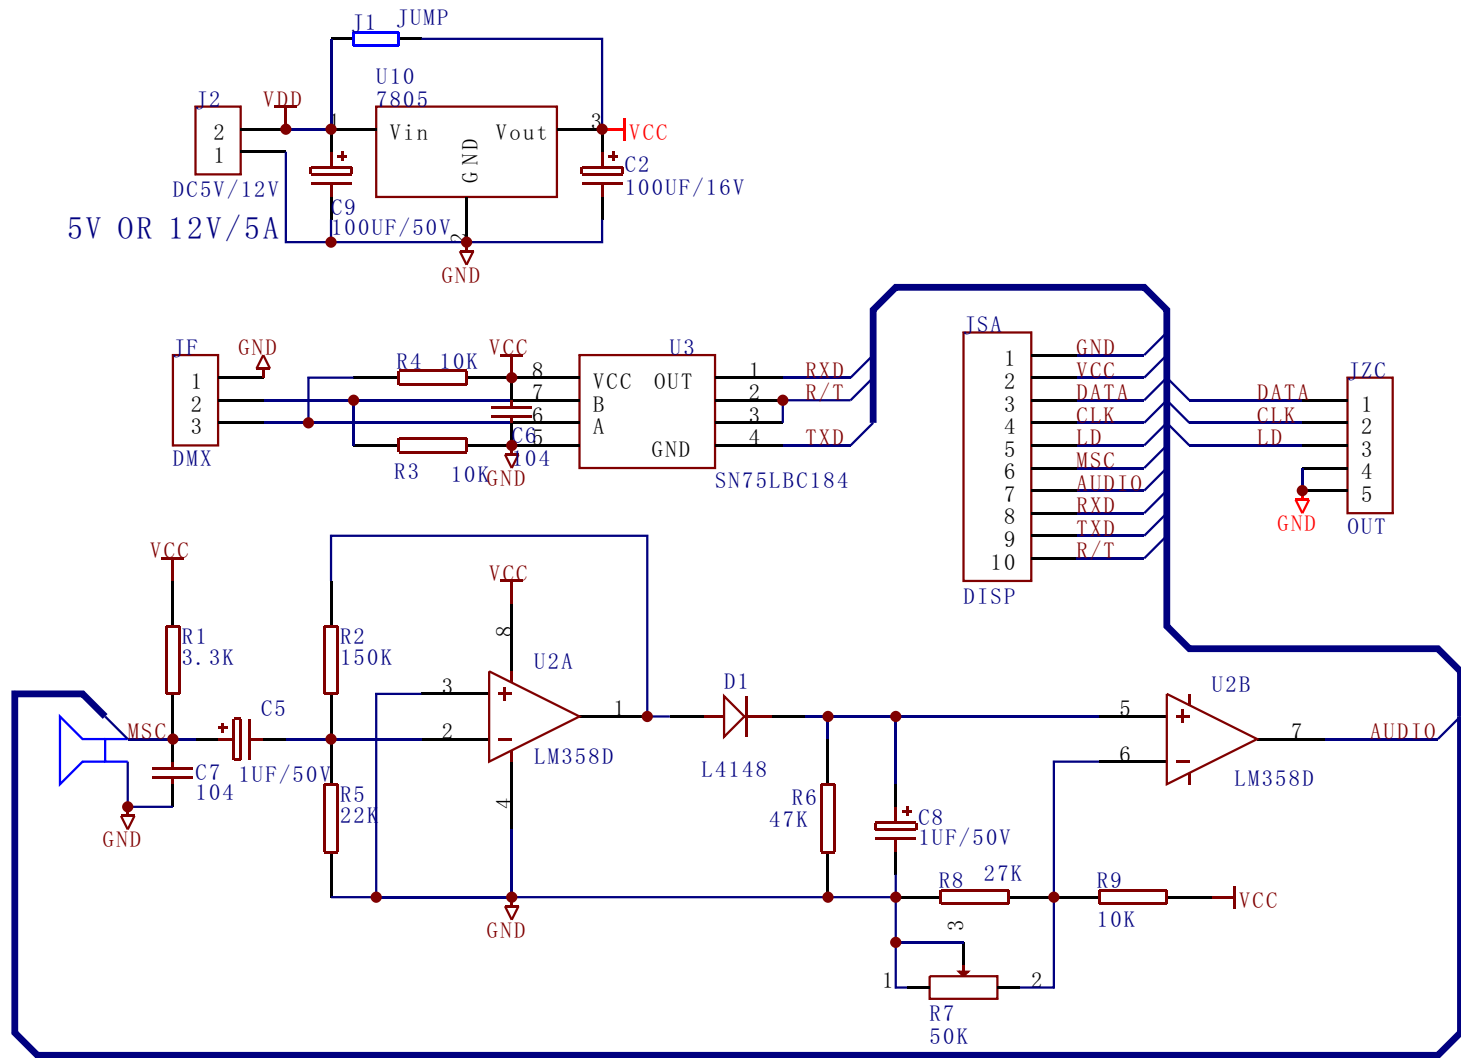 J1 JUMP
U10
7805
J2 VDD
1 3
2 Vin Vout VCC
1 GND
C2
DC5V/12V 100UF/16V
C9
5V OR 12V/5A 100UF/50V 2
GND
JF GND
R4 10K VCC U3
1 8 VCC OUT 1 RXD
2 7 B 2 R/T
3 6 A 3
C6 5 GND 4 TXD
104
DMX R3 10K GND SN75LBC184
JSA
1 GND
2 VCC
3 DATA
4 CLK
5 LD
6 MSC
7 AUDIO
8 RXD
9 TXD
10 R/T
DISP
JZC
DATA 1
CLK 2
LD 3
4
5
GND OUT
VCC VCC
R1 R2 8
3.3K 150K U2A
3
MSC C5 2 1
1UF/50V LM358D
C7
104 R5 4
22K
GND
GND
D1
L4148
R6
47K
C8
1UF/50V
U2B
5
6 7 AUDIO
LM358D
R8 27K R9
10K VCC
3
1 2
R7
50K